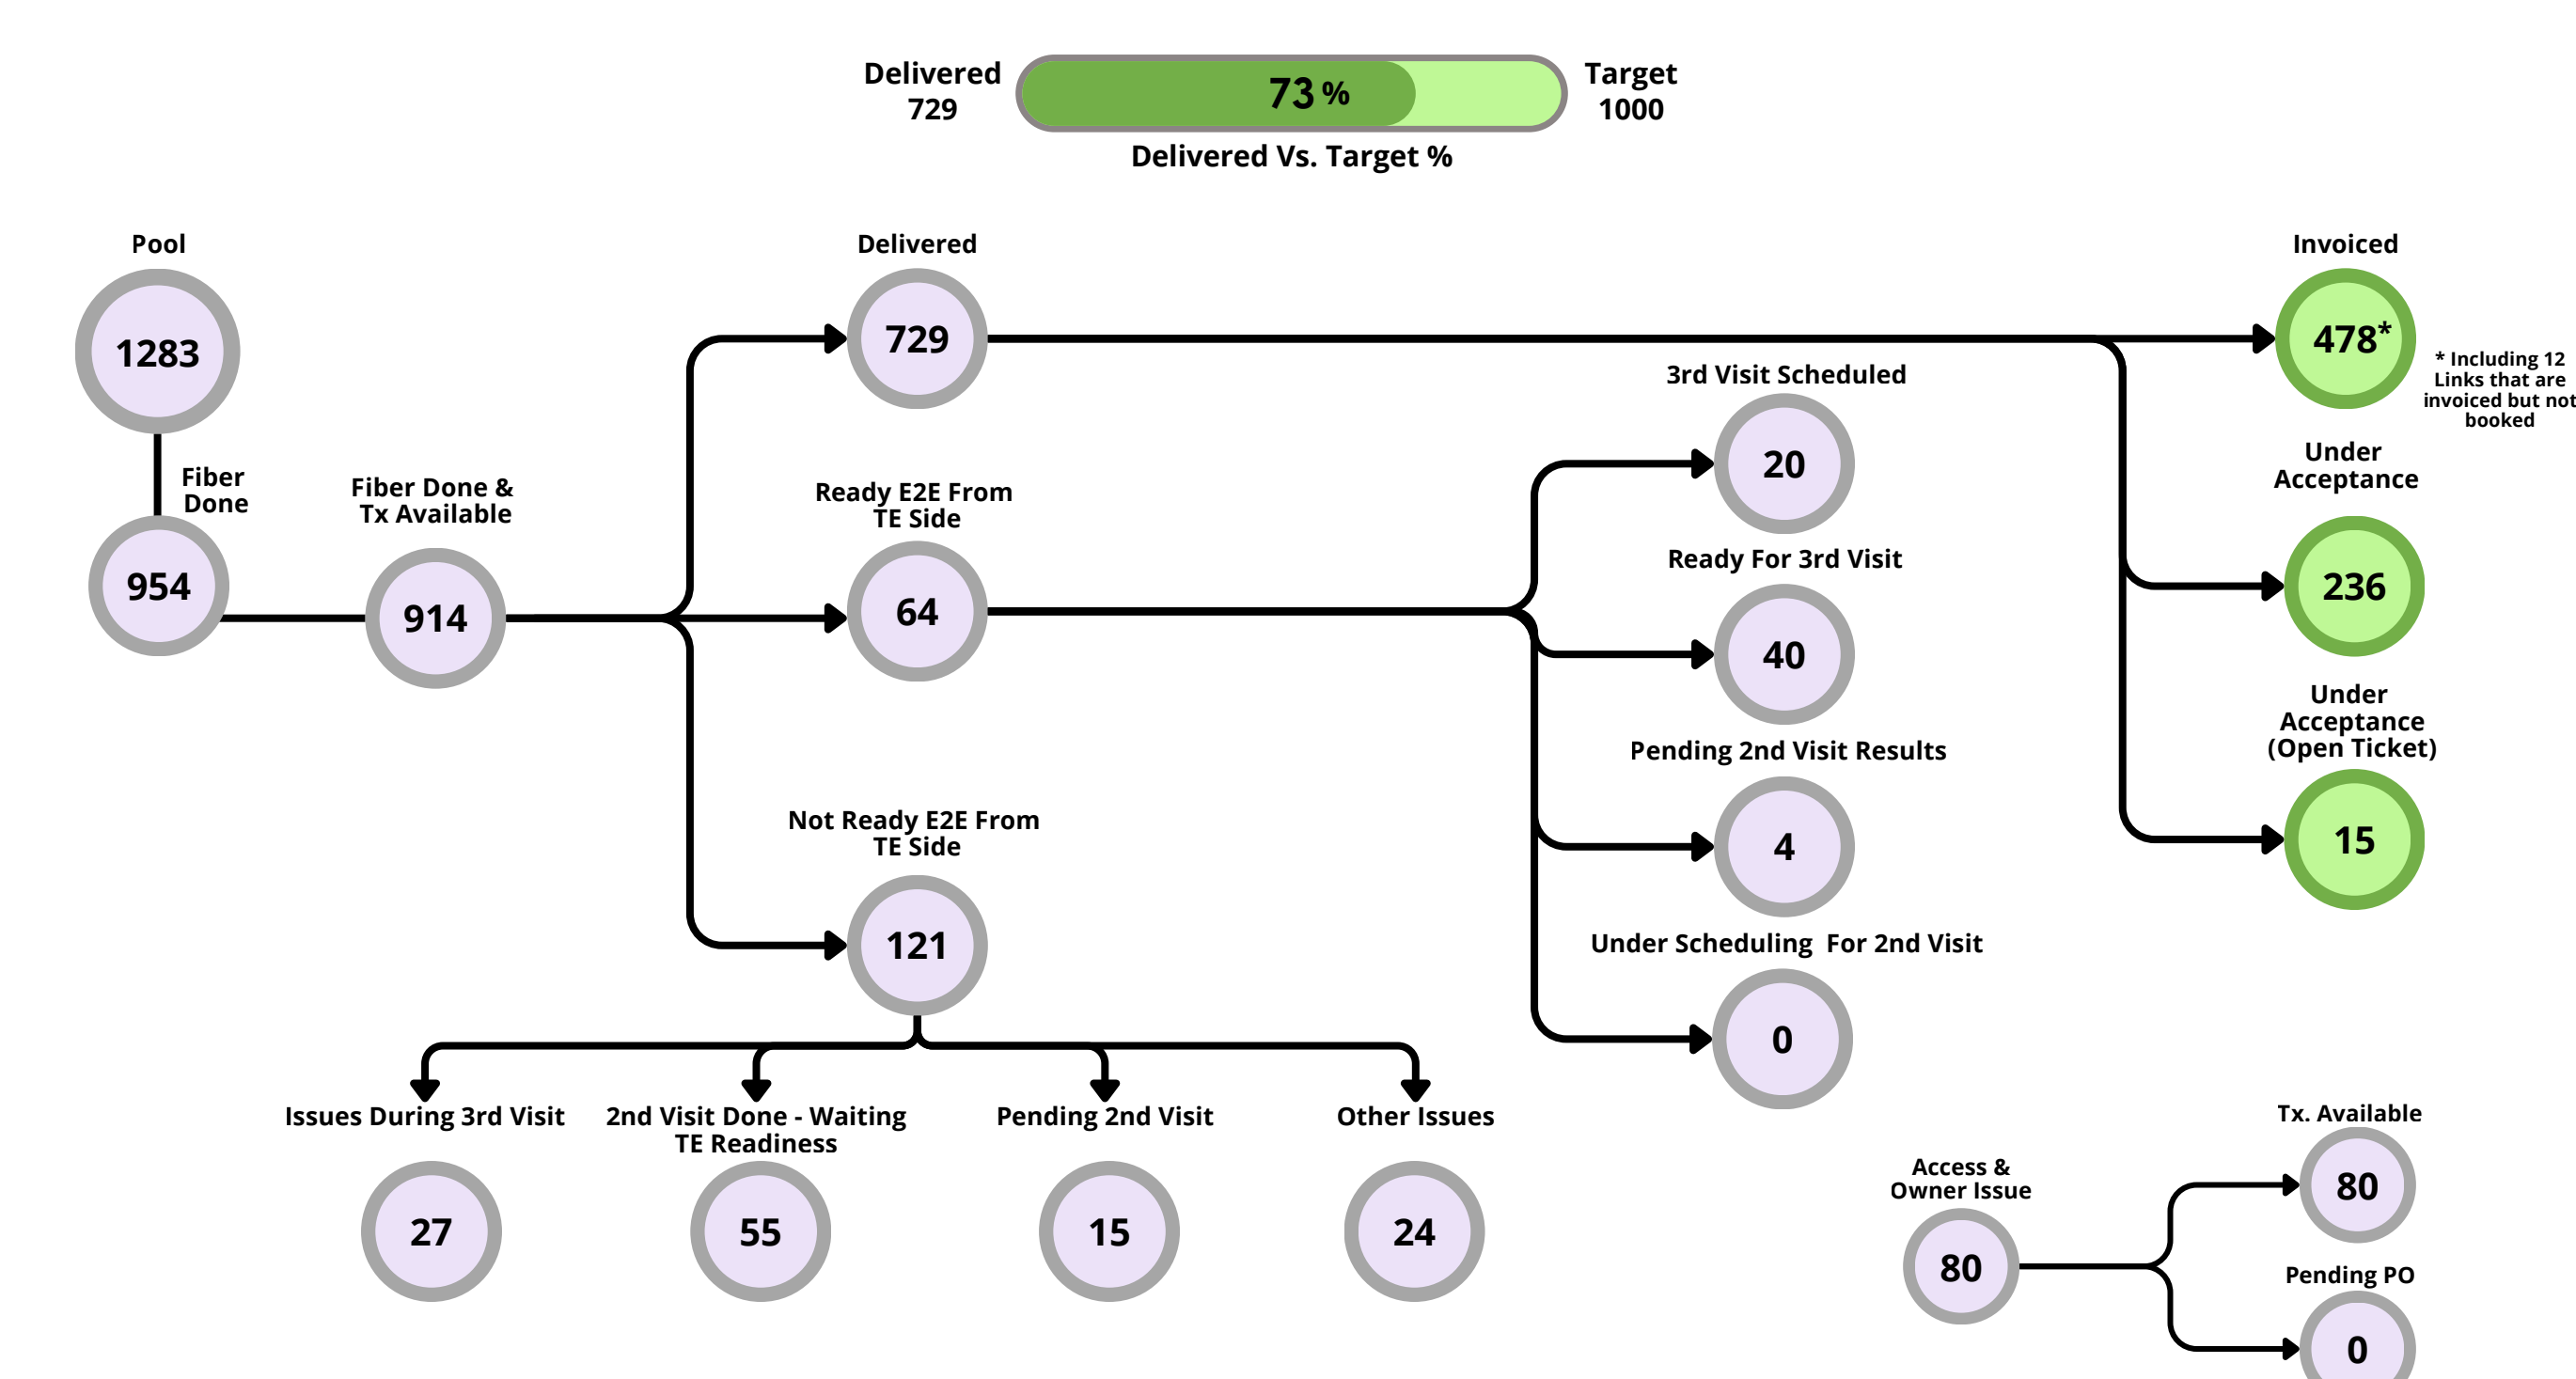 Delivered
729
73 %
Target
1000
Delivered Vs. Target %
Pool
1283
Fiber
Done
954
Fiber Done &
Tx Available
914
Delivered
729
Ready E2E From
TE Side
64
Not Ready E2E From
TE Side
121
Issues During 3rd Visit
27
2nd Visit Done - Waiting
TE Readiness
55
Pending 2nd Visit
15
Other Issues
24
3rd Visit Scheduled
20
Ready For 3rd Visit
40
Pending 2nd Visit Results
4
Under Scheduling For 2nd Visit
0
Invoiced
478*
* Including 12
Links that are
invoiced but not
booked
Under
Acceptance
236
Under
Acceptance
(Open Ticket)
15
Access &
Owner Issue
80
Tx. Available
80
Pending PO
0